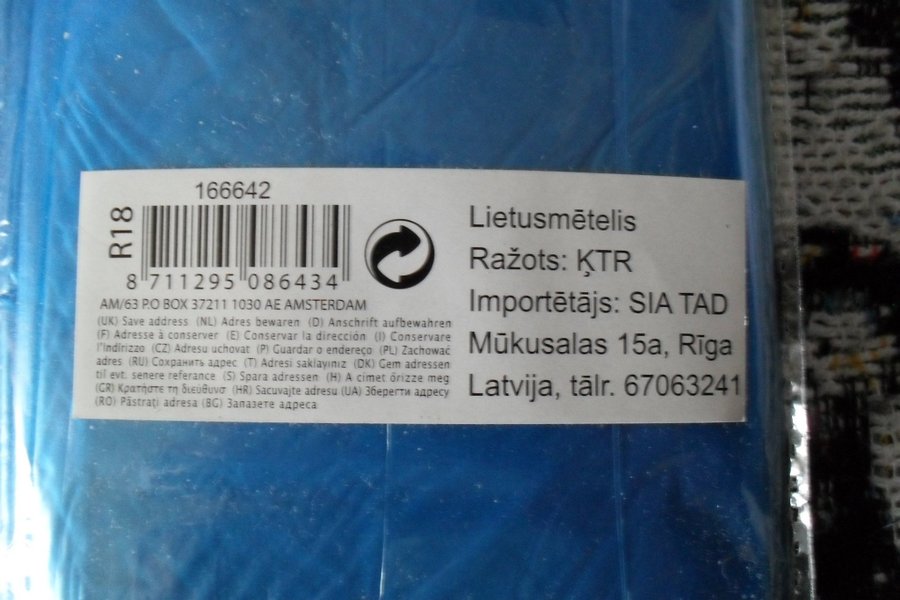 166642
R18
8 711295 086434
AM/63 PO BOX 37211 1030 AE AMSTERDAM
(UK) Save address (NL) Adres bewaren (D) Anschrift aufbewahren
(F) Adresse à conserver (E) Conservar la dirección (I) Conservare
l'indirizzo (CZ) Adresu uchovat (P) Guardar o endereço (PL) Zachować
adres (RU) Сохранить адрес (T) Adresi saklayiniz (DK) Gem adressen
til evt. senere referance (S) Spara adressen (H) A cimet őrizze meg
(GR) Κρατήστε τη διεύθυνση (HR) Sacuvajte adresu (UA) Зберегти адресу
(RO) Păstrați adresa (BG) Запазете адреса
Lietusmētelis
Ražots: ĶTR
Importētājs: SIA TAD
Mūkusalas 15a, Rīga
Latvija, tālr. 67063241